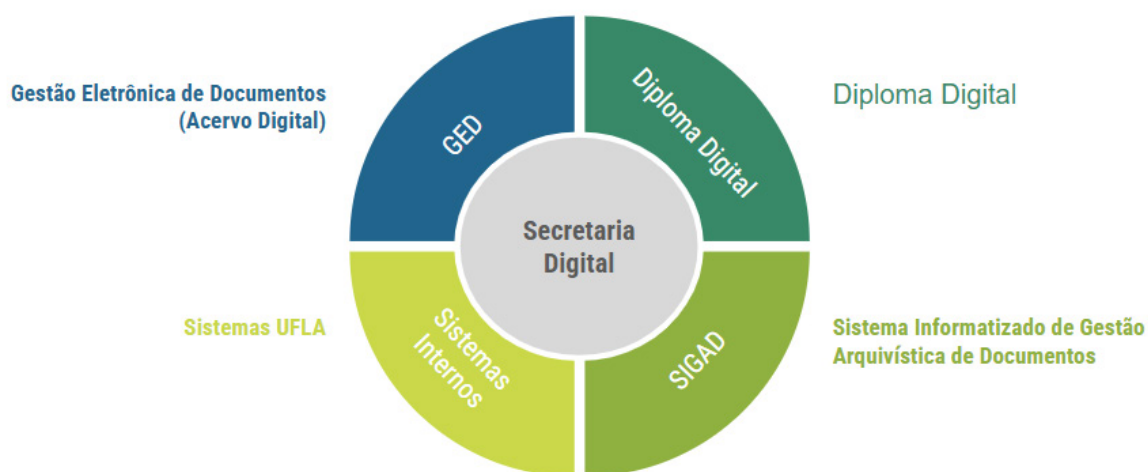 Gestão Eletrônica de Documentos
(Acervo Digital)
GED
Diploma Digital
Diploma Digital
Secretaria
Digital
Sistemas UFLA
Sistemas
Internos
SIGAD
Sistema Informatizado de Gestão
Arquivística de Documentos